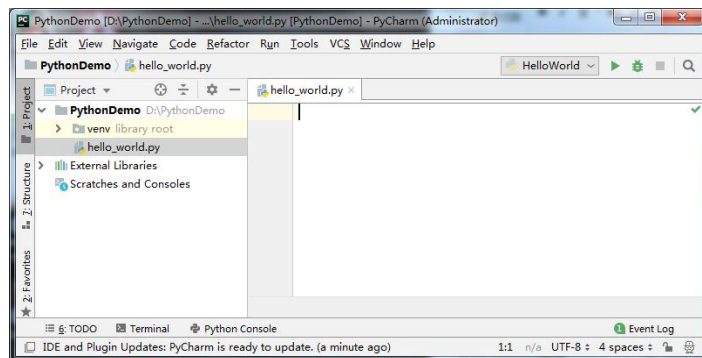 PC PythonDemo [D:\PythonDemo] - ...\hello_world.py [PythonDemo] - PyCharm (Administrator)
File Edit View Navigate Code Refactor Run Tools VCS Window Help
PythonDemo hello_world.py HelloWorld
1: Project
Project
hello_world.py
PythonDemo D:\PythonDemo
venv library root
hello_world.py
External Libraries
Scratches and Consoles
7: Structure
2: Favorites
6: TODO Terminal Python Console 1 Event Log
IDE and Plugin Updates: PyCharm is ready to update. (a minute ago) 1:1 n/a UTF-8 4 spaces